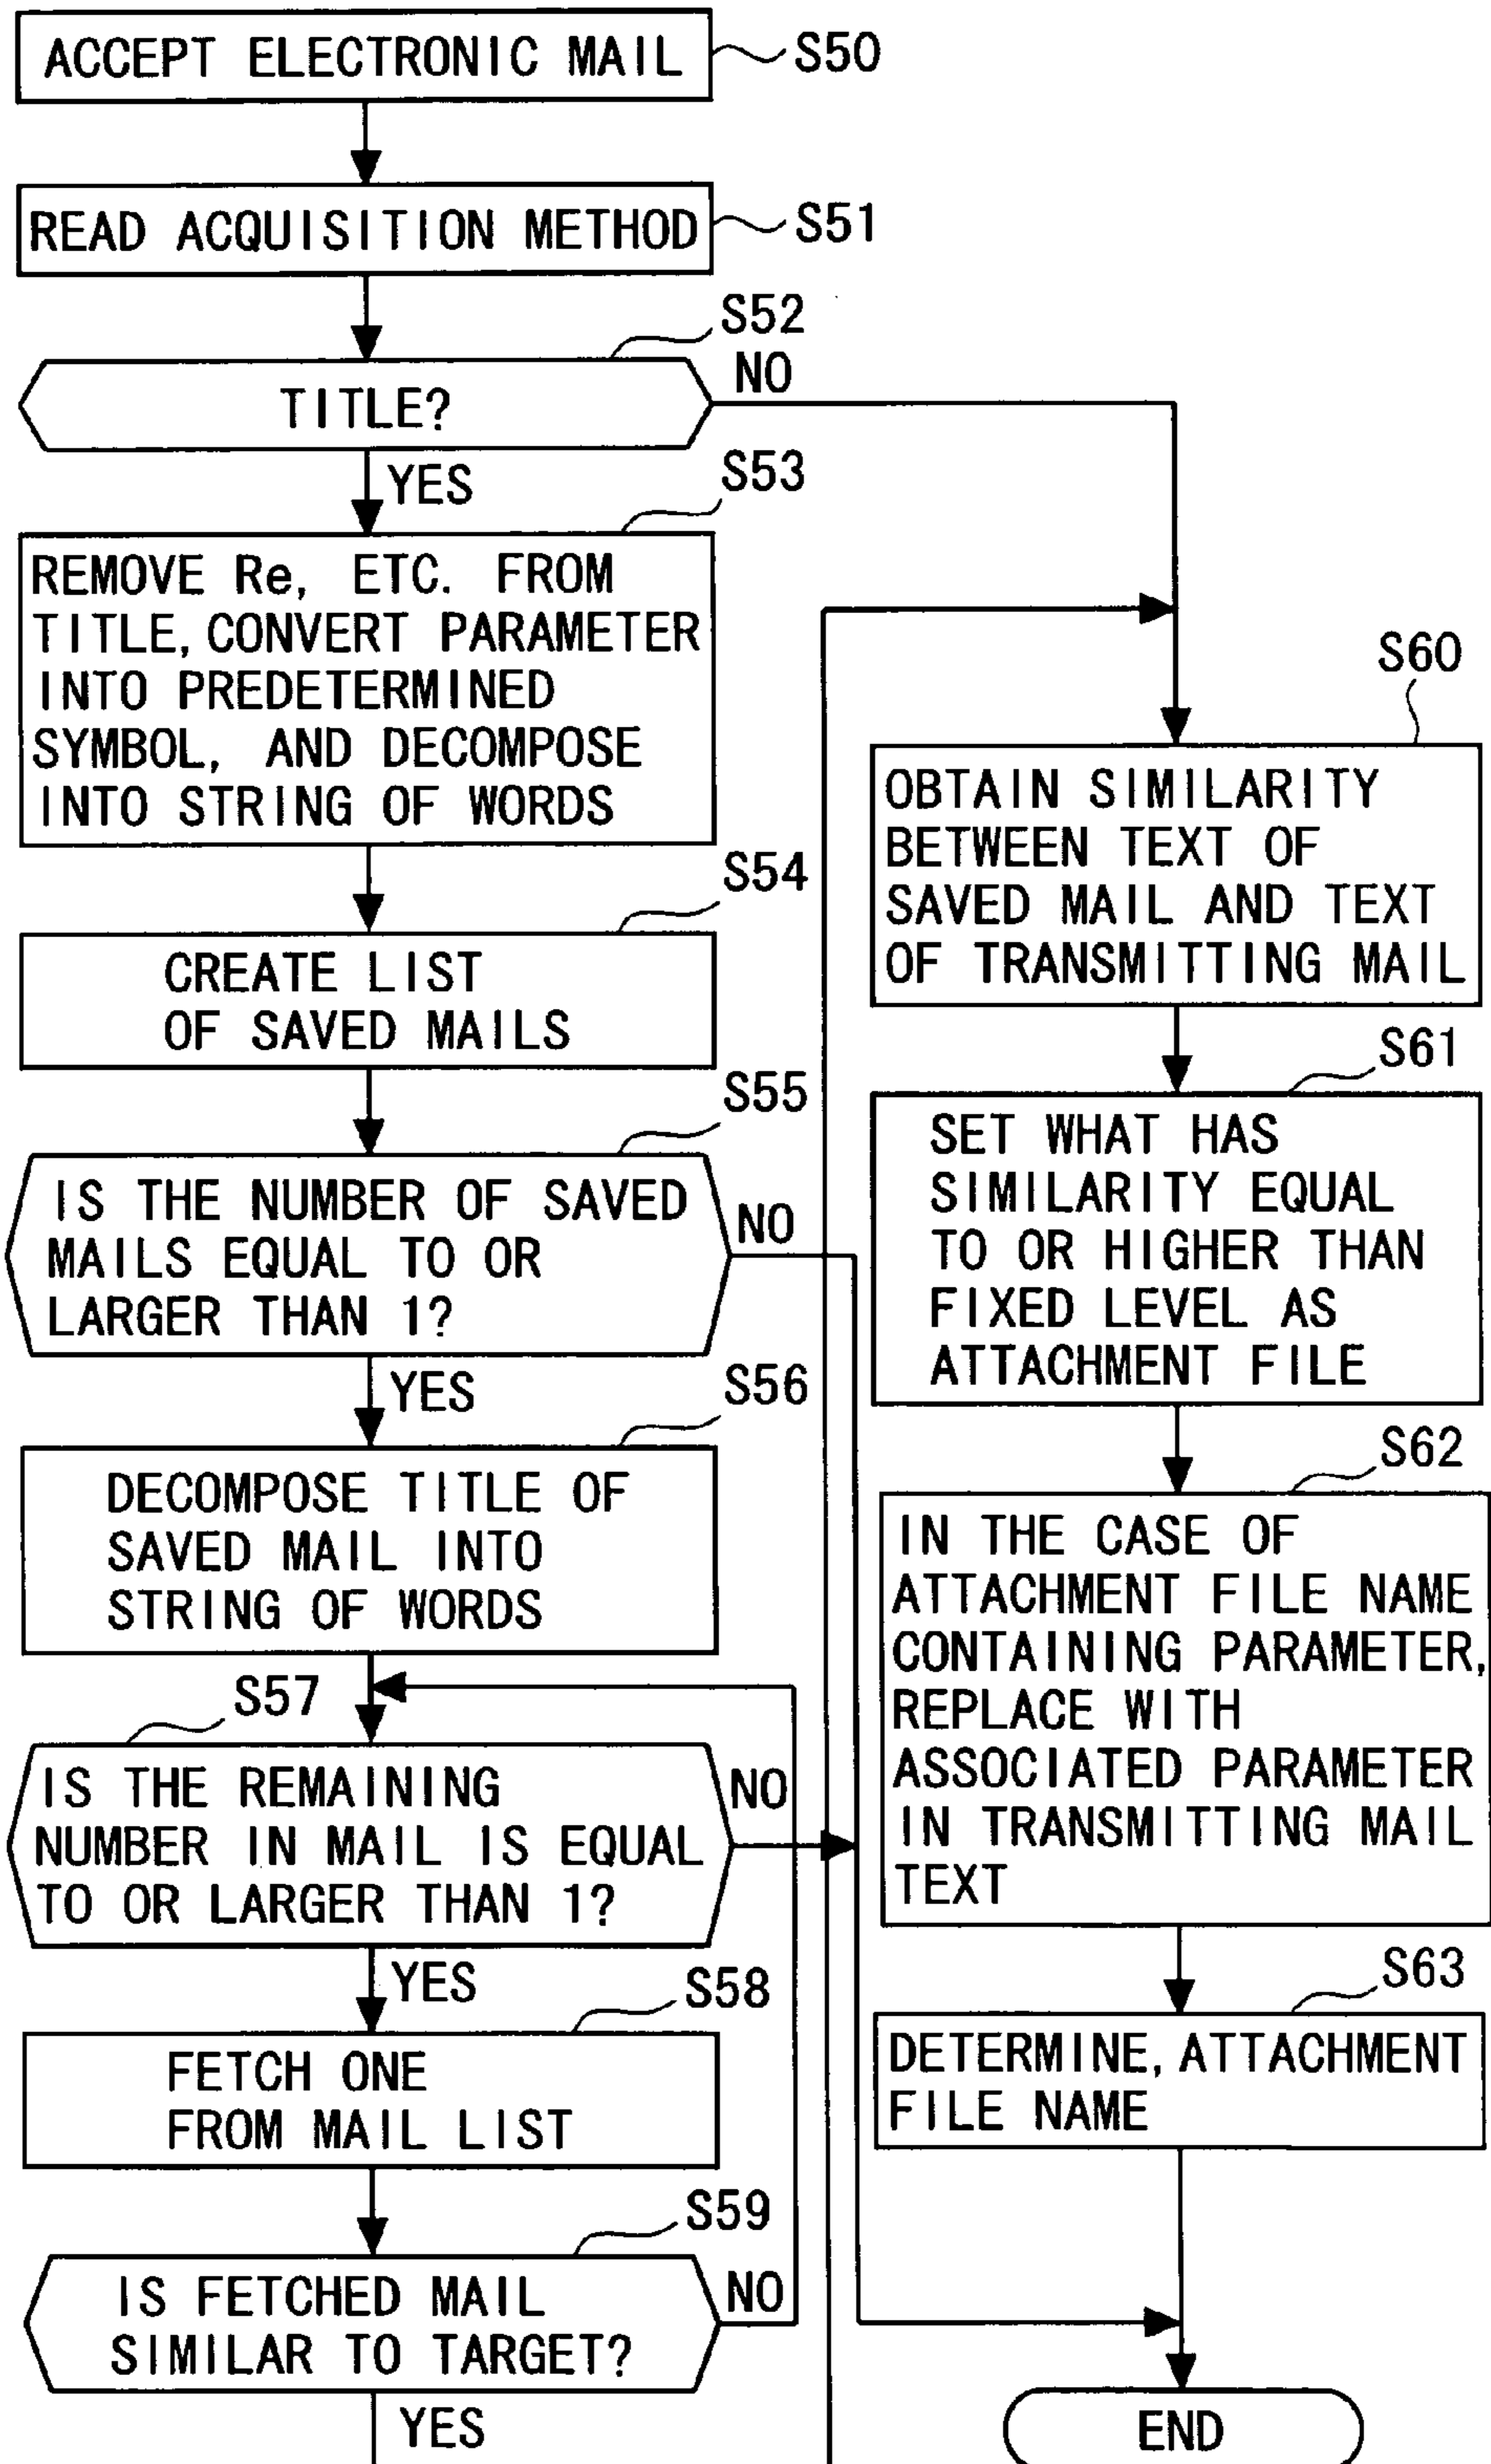 ACCEPT ELECTRONIC MAIL
S50
READ ACQUISITION METHOD
S51
S52
TITLE?
NO
YES
S53
REMOVE Re, ETC. FROM
TITLE, CONVERT PARAMETER
INTO PREDETERMINED
SYMBOL, AND DECOMPOSE
INTO STRING OF WORDS
S54
CREATE LIST
OF SAVED MAILS
S55
IS THE NUMBER OF SAVED
MAILS EQUAL TO OR
LARGER THAN 1?
NO
YES
S56
DECOMPOSE TITLE OF
SAVED MAIL INTO
STRING OF WORDS
S57
IS THE REMAINING
NUMBER IN MAIL IS EQUAL
TO OR LARGER THAN 1?
NO
YES
S58
FETCH ONE
FROM MAIL LIST
S59
IS FETCHED MAIL
SIMILAR TO TARGET?
NO
YES
S60
OBTAIN SIMILARITY
BETWEEN TEXT OF
SAVED MAIL AND TEXT
OF TRANSMITTING MAIL
S61
SET WHAT HAS
SIMILARITY EQUAL
TO OR HIGHER THAN
FIXED LEVEL AS
ATTACHMENT FILE
S62
IN THE CASE OF
ATTACHMENT FILE NAME
CONTAINING PARAMETER,
REPLACE WITH
ASSOCIATED PARAMETER
IN TRANSMITTING MAIL
TEXT
S63
DETERMINE, ATTACHMENT
FILE NAME
END